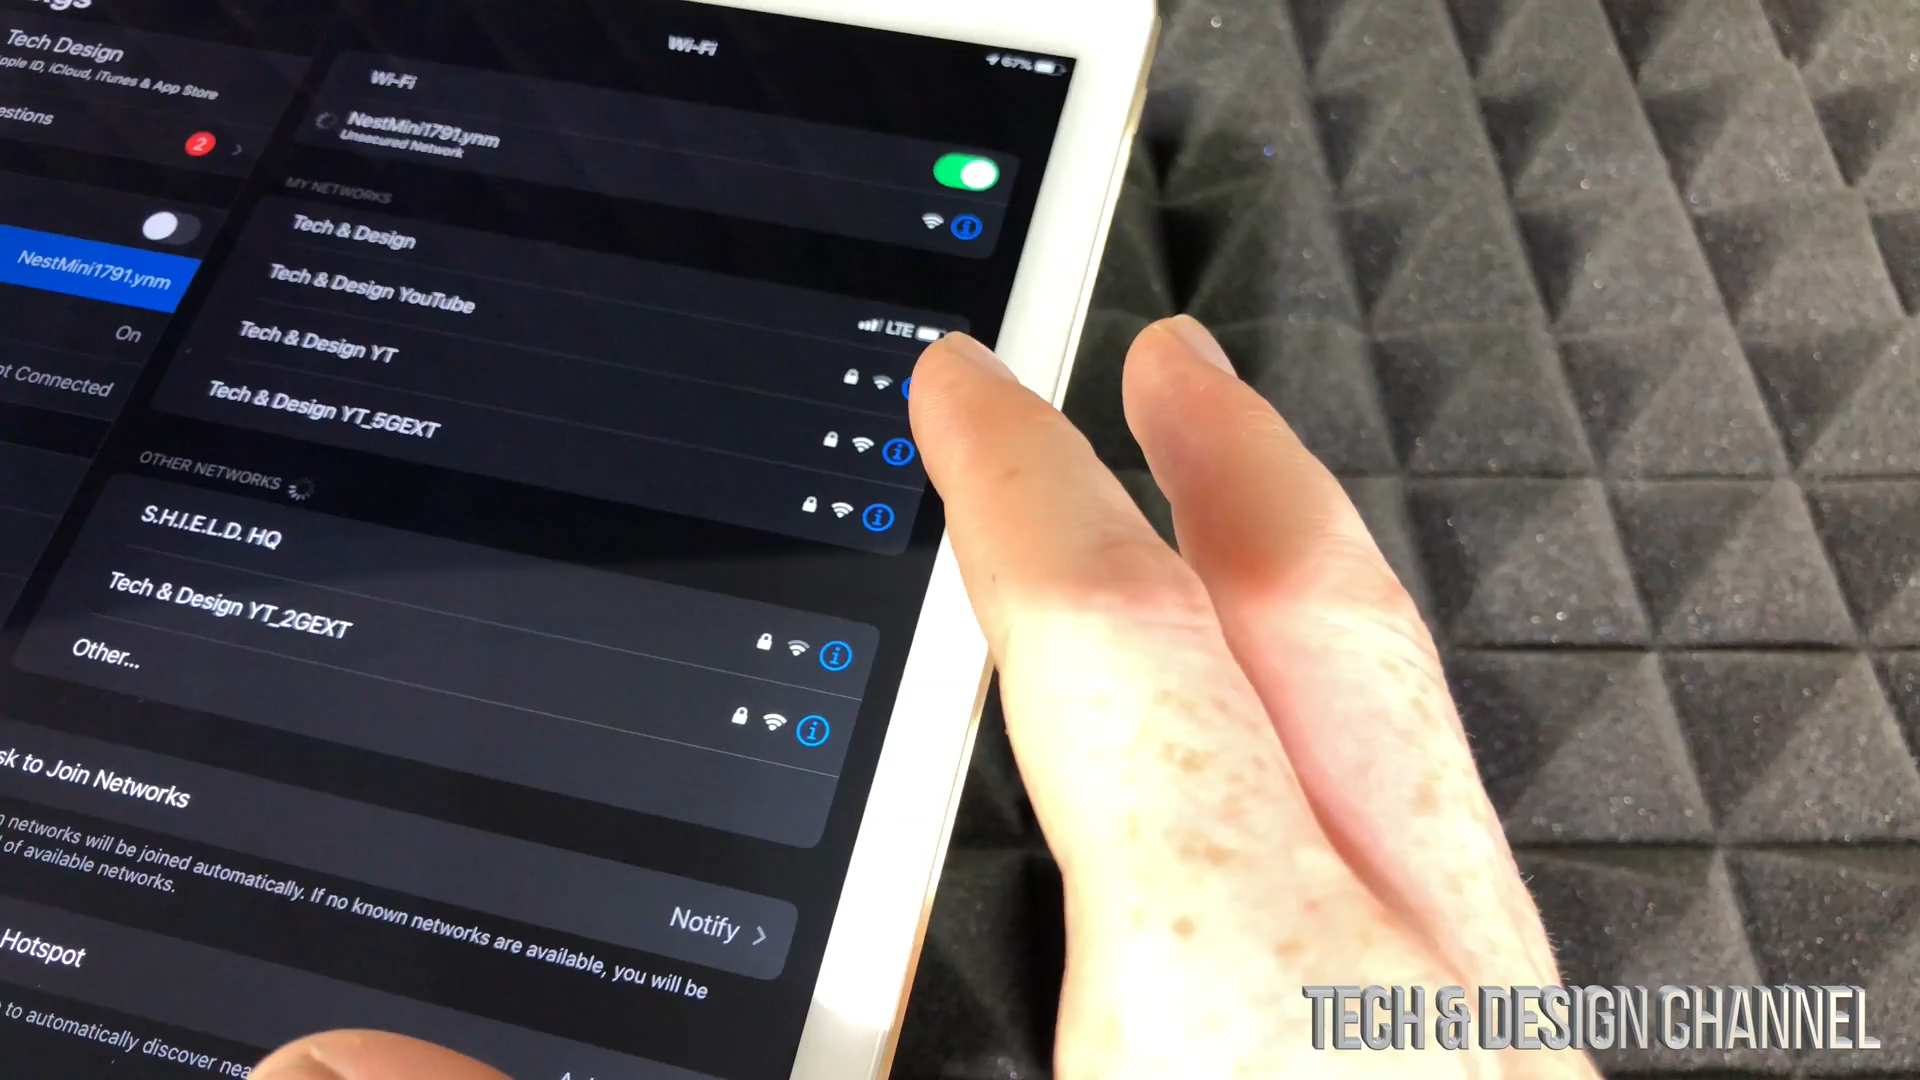 Tech Design
pple ID, iCloud, iTunes & App Store
estions
2
NestMini1791.ynm
On
ot Connected
Wi-Fi
67%
Wi-Fi
NestMini1791.ynm
Unsecured Network
MY NETWORKS
Tech & Design
Tech & Design YouTube
LTE
Tech & Design YT
Tech & Design YT_5GEXT
OTHER NETWORKS
S.H.I.E.L.D. HQ
Tech & Design YT_2GEXT
Other...
sk to Join Networks
Notify
n networks will be joined automatically. If no known networks are available, you will be
of available networks.
Hotspot
to automatically discover nea
TECH & DESIGN CHANNEL